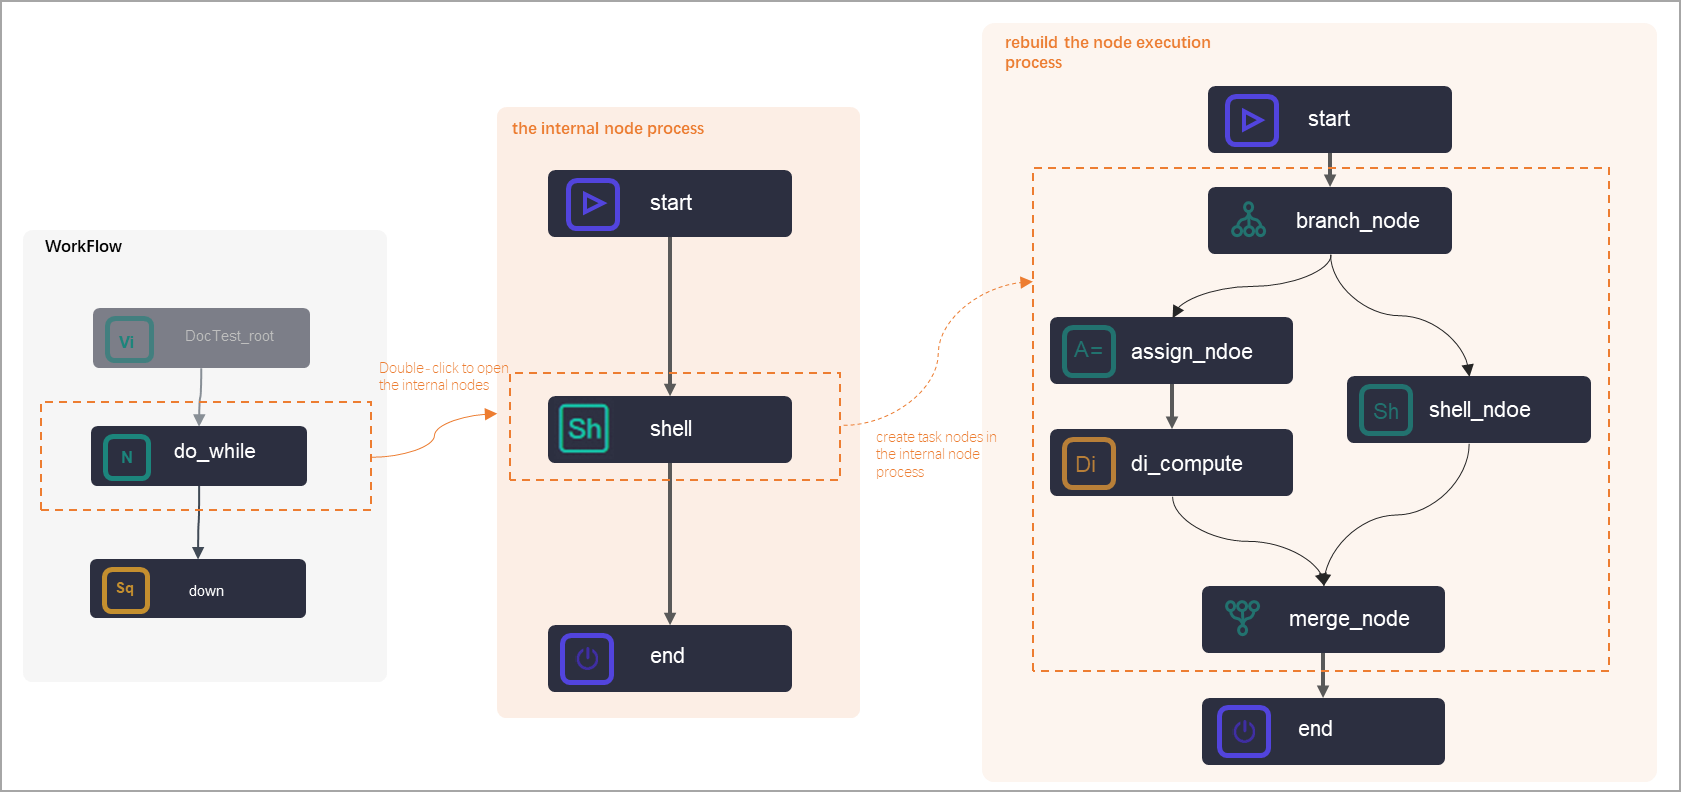 WorkFlow
Vi
DocTest_root
N
do_while
Sq
down
Double-click to open
the internal nodes
the internal node process
start
Sh
shell
end
create task nodes in
the internal node
process
rebuild the node execution
process
start
branch_node
A=
assign_ndoe
Sh
shell_ndoe
Di
di_compute
merge_node
end